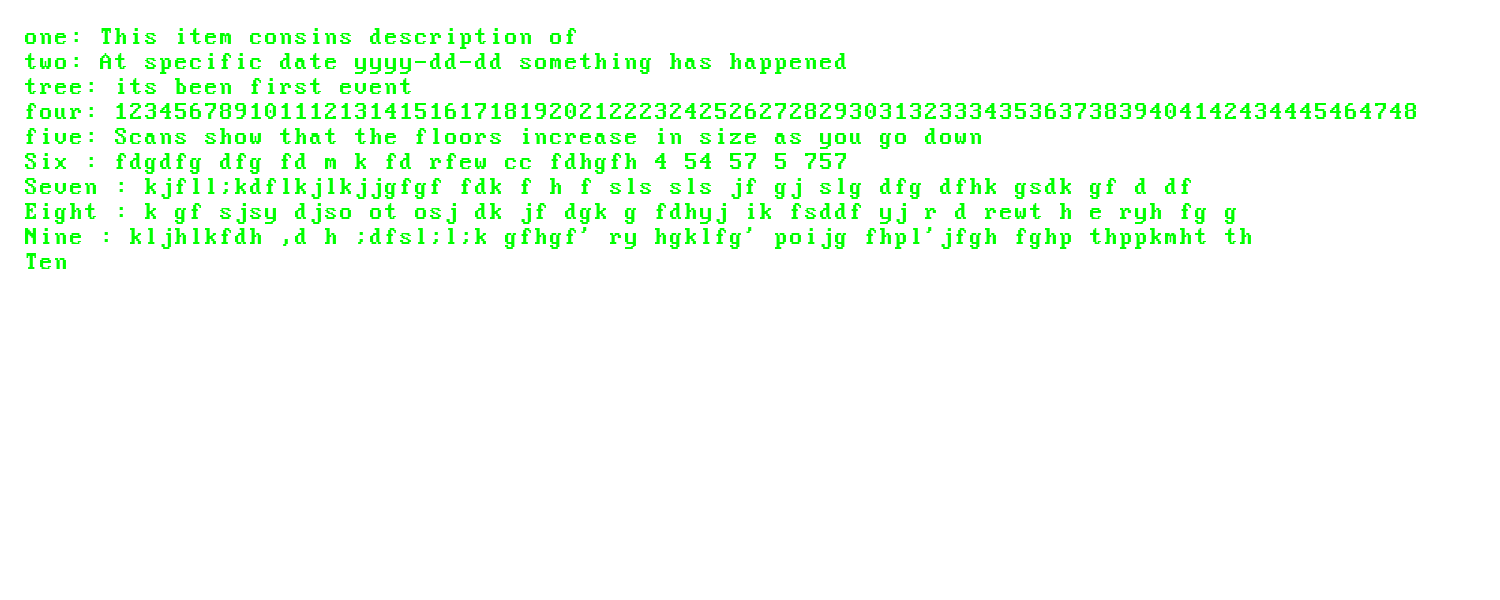 one: This item consins description of
two: At specific date yyyy-dd-dd something has happened
tree: its been first event
four: 123456789101112131415161718192021222324252627282930313233343536373839404142434445464748
five: Scans show that the floors increase in size as you go down
Six : fdgdfg dfg fd m k fd rfew cc fdhgfh 4 54 57 5 757
Seven : kjfll;kdflkjlkjjgfgf fdk f h f sls sls jf gj slg dfg dfhk gsdk gf d df
Eight : k gf sjsy djso ot osj dk jf dgk g fdhyj ik fsddf yj r d rewt h e ryh fg g
Nine : kljhlkfdh ,d h ;dfsl;l;k gfhgf' ry hgklfg' poijg fhpl'jfgh fghp thppkmht th
Ten